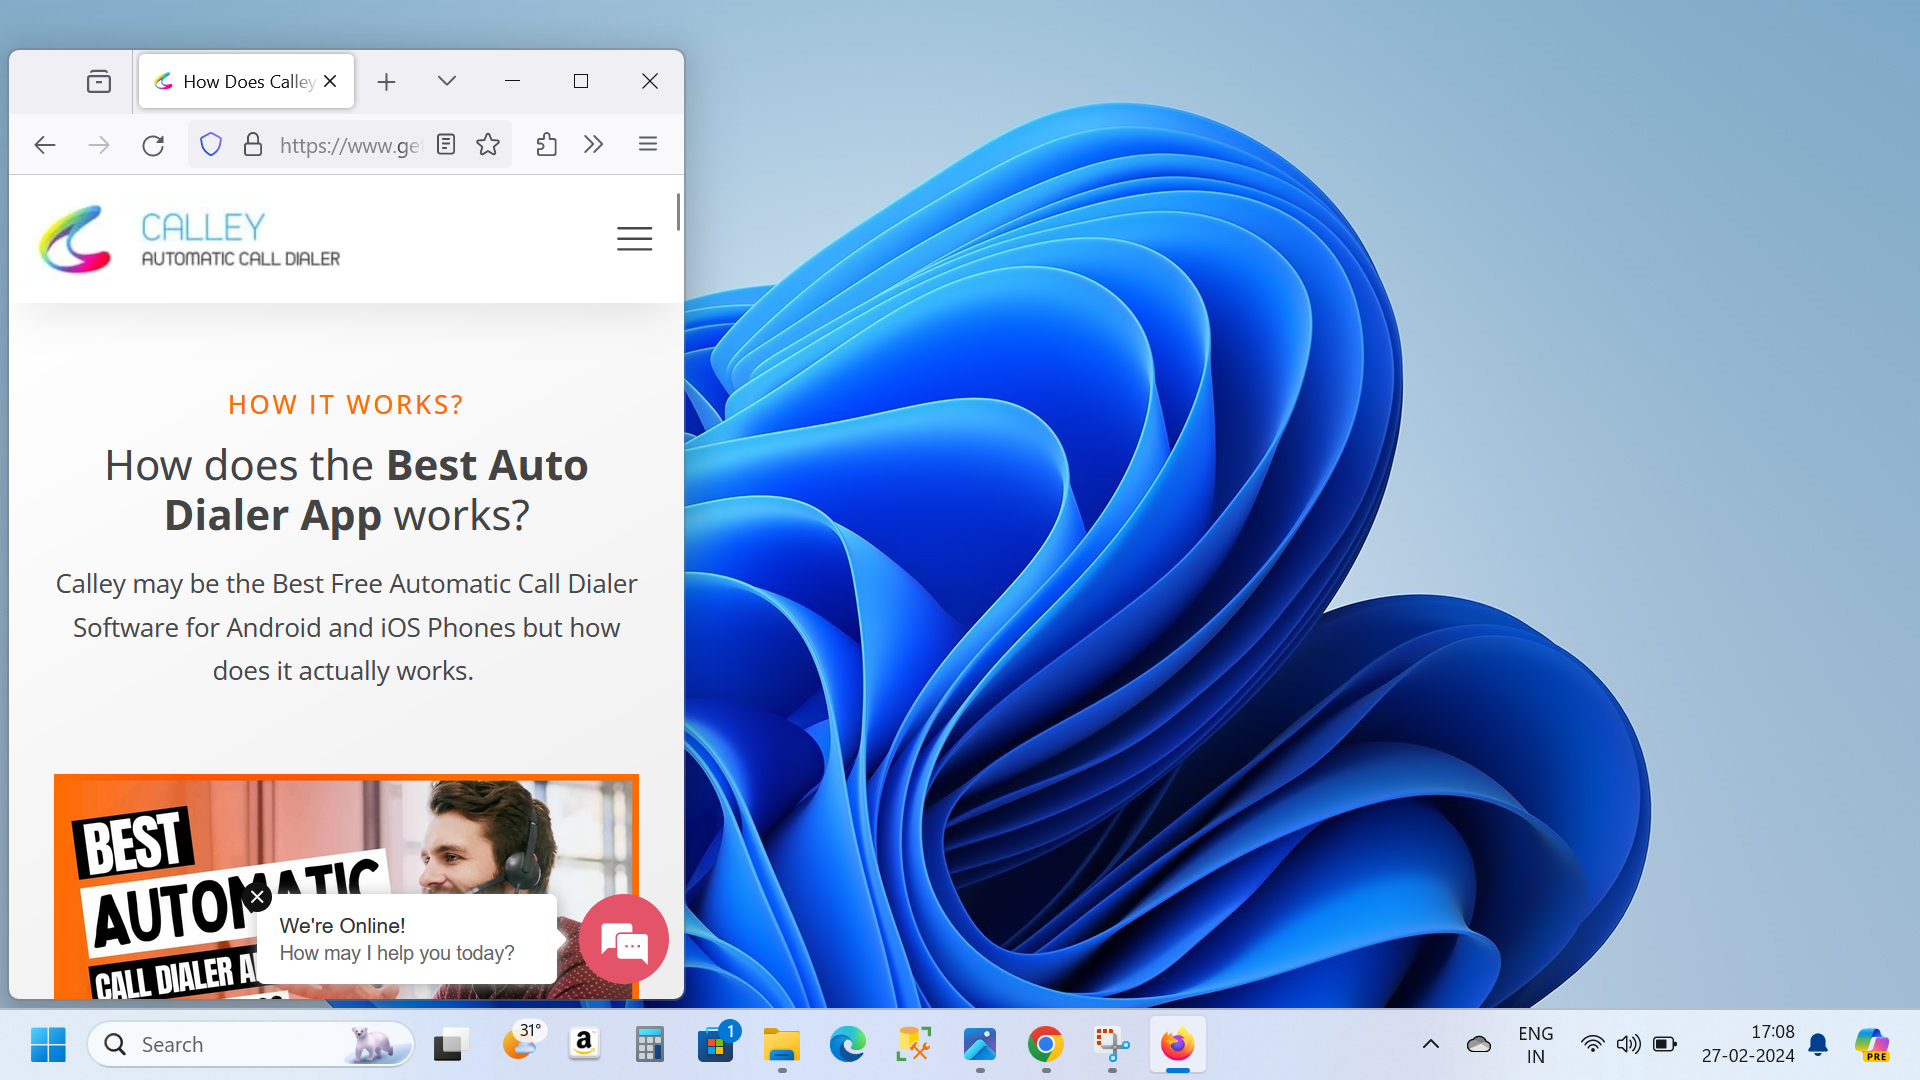 How Does Calley
https://www.ge
CALLEY
AUTOMATIC CALL DIALER
HOW IT WORKS?
How does the Best Auto
Dialer App works?
Calley may be the Best Free Automatic Call Dialer
Software for Android and iOS Phones but how
does it actually works.
BEST
AUTOMATIC
CALL DIALER
We're Online!
How may I help you today?
Search
31°
1
ENG
IN
17:08
27-02-2024
PRE